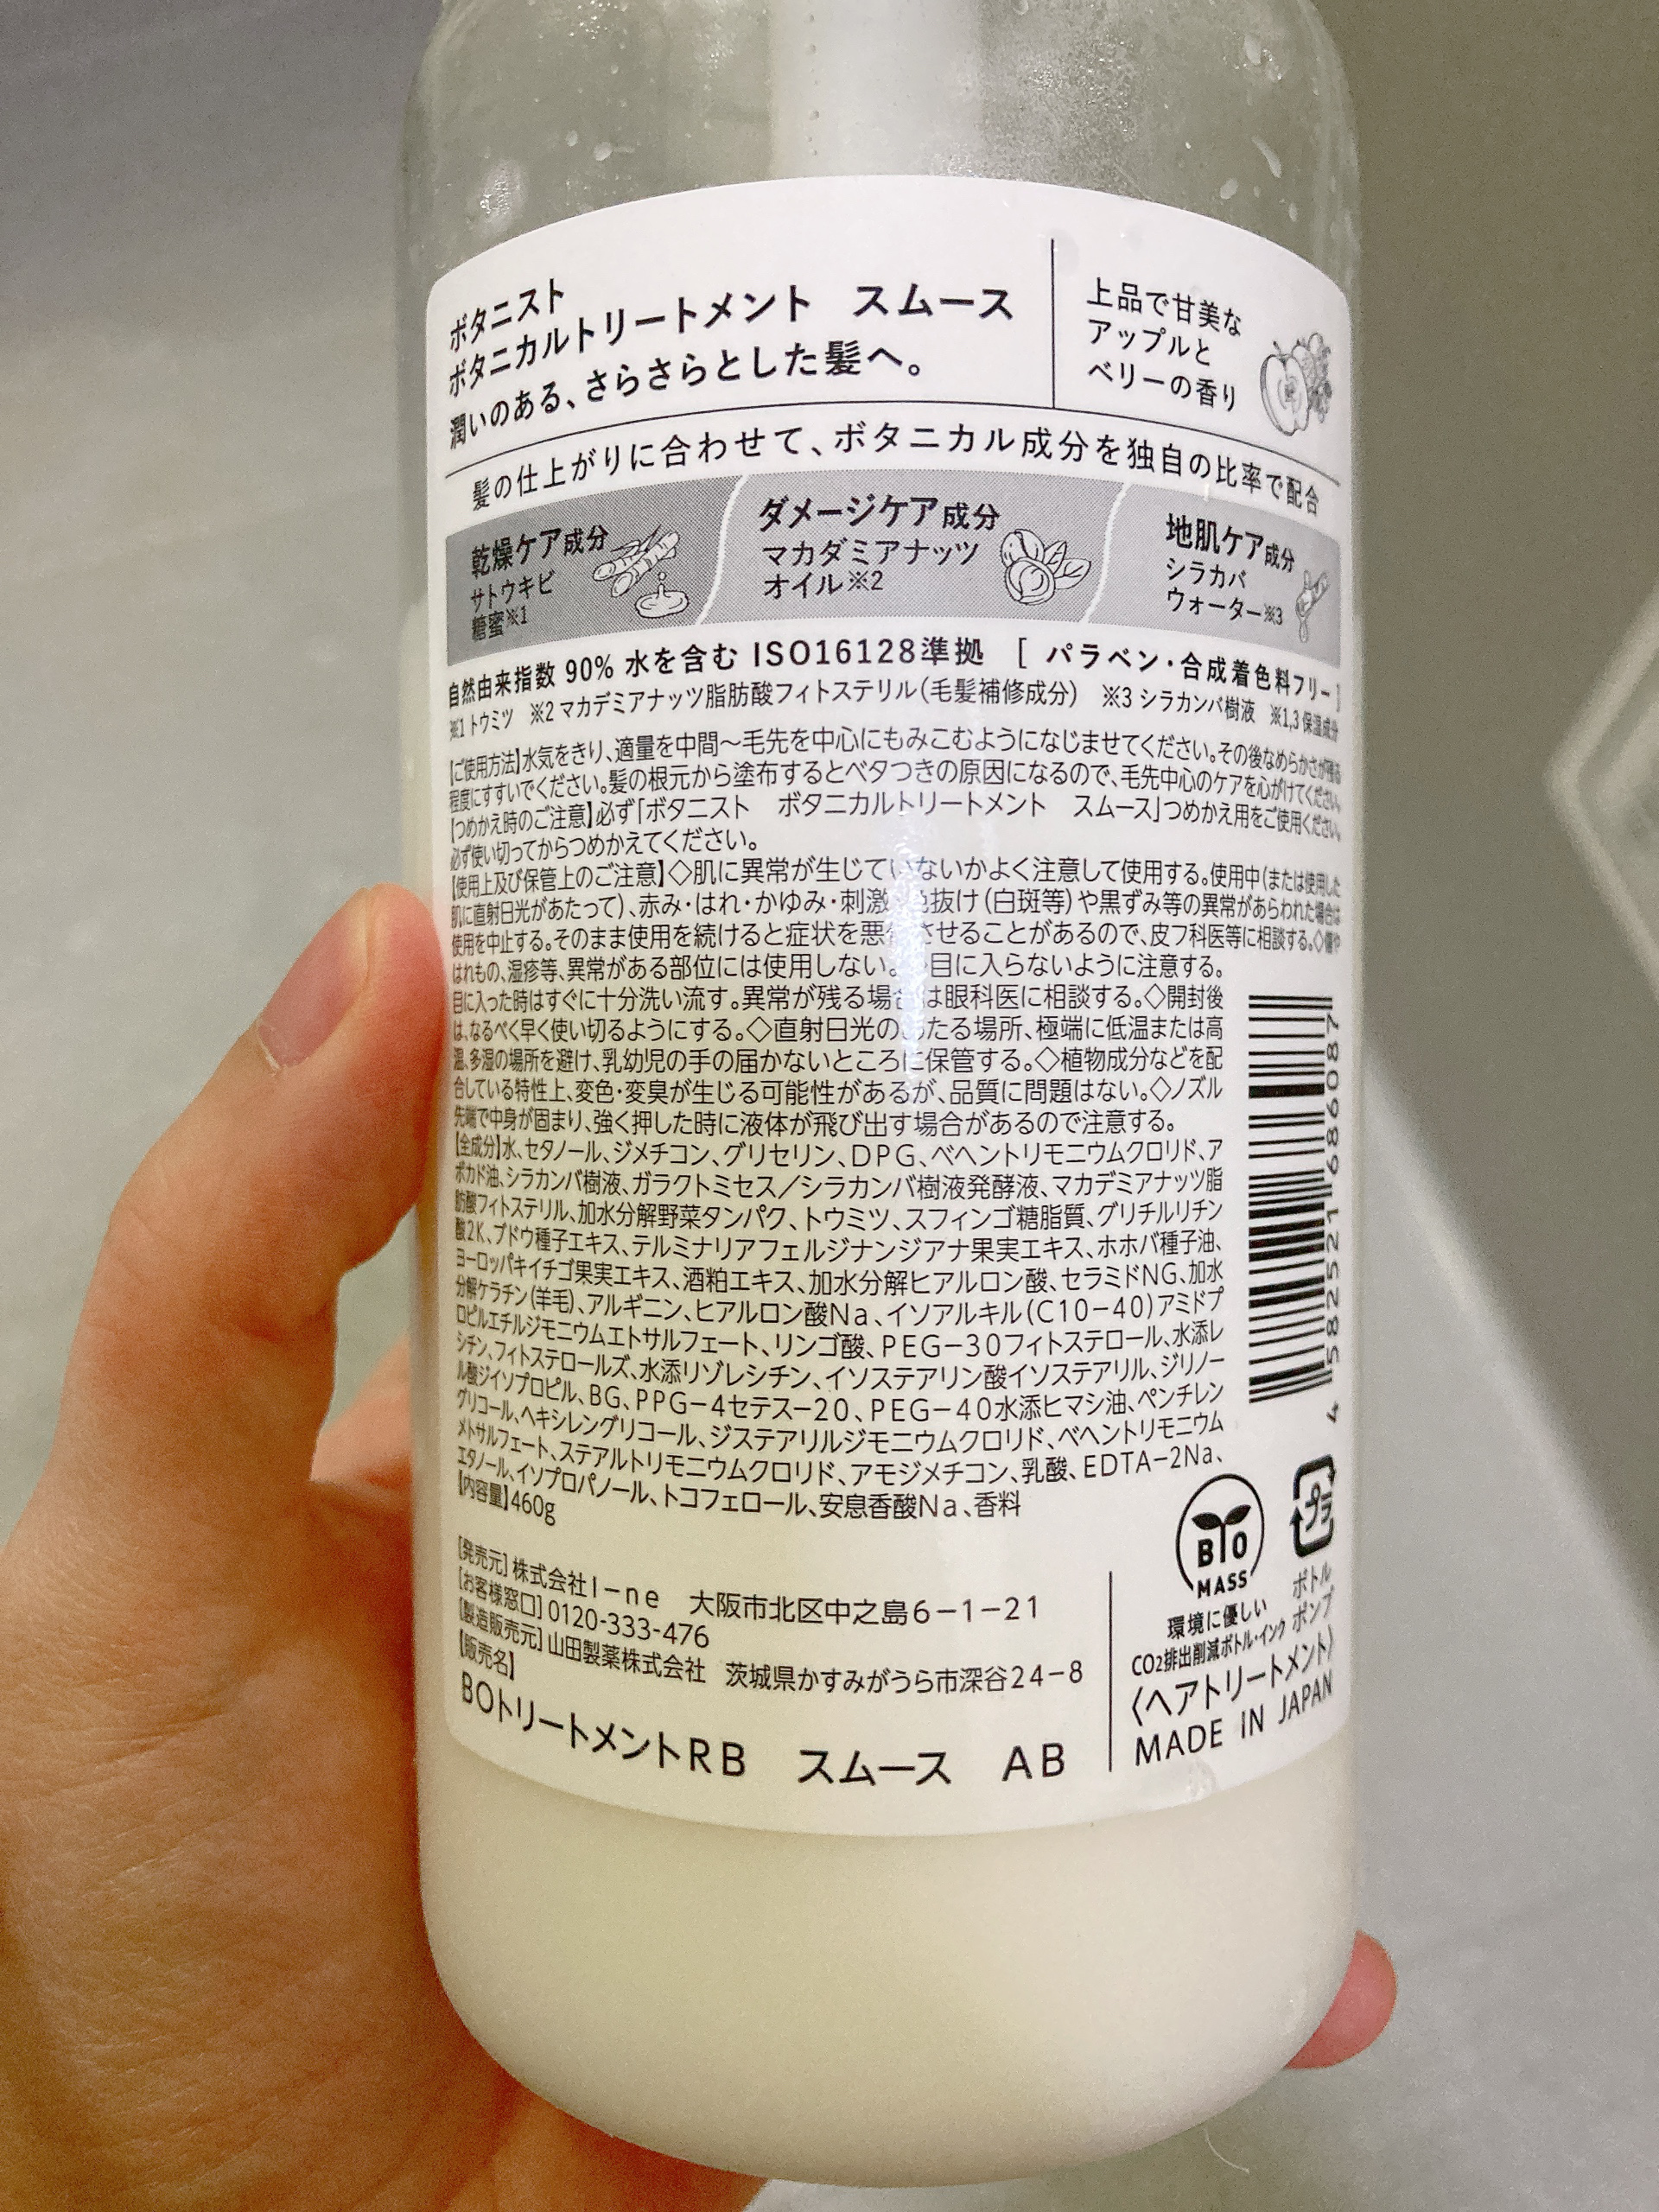 ボタニスト
ボタニカルトリートメント スムース
潤いのある、さらさらとした髪へ。
上品で甘美な
アップルと
ベリーの香り
髪の仕上がりに合わせて、ボタニカル成分を独自の比率で配合
乾燥ケア成分
サトウキビ
糖蜜※1
ダメージケア成分
マカダミアナッツ
オイル※2
地肌ケア成分
シラカバ
ウォーター※3
自然由来指数 90% 水を含む ISO16128準拠 [ パラベン・合成着色料フリー ]
※1 トウミツ ※2 マカデミアナッツ脂肪酸フィトステリル(毛髪補修成分) ※3 シラカンバ樹液 ※1,3 保湿成分
【ご使用方法】水気をきり、適量を中間〜毛先を中心にもみこむようになじませてください。その後なめらかさが残る
程度にすすいでください。髪の根元から塗布するとベタつきの原因になるので、毛先中心のケアを心がけてください。
【つめかえ時のご注意】必ず「ボタニスト ボタニカルトリートメント スムース」つめかえ用をご使用ください。
必ず使い切ってからつめかえてください。
【使用上及び保管上のご注意】◇肌に異常が生じていないかよく注意して使用する。使用中(または使用した
肌に直射日光があたって)、赤み・はれ・かゆみ・刺激、色抜け(白斑等)や黒ずみ等の異常があらわれた場合は
使用を中止する。そのまま使用を続けると症状を悪化させることがあるので、皮フ科医等に相談する。◇傷や
はれもの、湿疹等、異常がある部位には使用しない。◇目に入らないように注意する。
目に入った時はすぐに十分洗い流す。異常が残る場合は眼科医に相談する。◇開封後
は、なるべく早く使い切るようにする。◇直射日光のあたる場所、極端に低温または高
温、多湿の場所を避け、乳幼児の手の届かないところに保管する。◇植物成分などを配
合している特性上、変色・変臭が生じる可能性があるが、品質に問題はない。◇ノズル
先端で中身が固まり、強く押した時に液体が飛び出す場合があるので注意する。
【全成分】水、セタノール、ジメチコン、グリセリン、DPG、ベヘントリモニウムクロリド、ア
ボカド油、シラカンバ樹液、ガラクトミセス／シラカンバ樹液発酵液、マカデミアナッツ脂
肪酸フィトステリル、加水分解野菜タンパク、トウミツ、スフィンゴ糖脂質、グリチルリチン
酸2K、ブドウ種子エキス、テルミナリアフェルジナンジアナ果実エキス、ホホバ種子油、
ヨーロッパキイチゴ果実エキス、酒粕エキス、加水分解ヒアルロン酸、セラミドNG、加水
分解ケラチン(羊毛)、アルギニン、ヒアルロン酸Na、イソアルキル(C10−40)アミドプ
ロピルエチルジモニウムエトサルフェート、リンゴ酸、PEG−30フィトステロール、水添レ
シチン、フィトステロールズ、水添リゾレシチン、イソステアリン酸イソステアリル、ジリノー
ル酸ジイソプロピル、BG、PPG−4セテス−20、PEG−40水添ヒマシ油、ペンチレン
グリコール、ヘキシレングリコール、ジステアリルジモニウムクロリド、ベヘントリモニウム
メトサルフェート、ステアルトリモニウムクロリド、アモジメチコン、乳酸、EDTA−2Na、
エタノール、イソプロパノール、トコフェロール、安息香酸Na、香料
【内容量】460g
4 582521 686087
[発売元] 株式会社I−ne 大阪市北区中之島6−1−21
[お客様窓口] 0120-333-476
[製造販売元] 山田製薬株式会社 茨城県かすみがうら市深谷24−8
【販売名】
BOトリートメントRB スムース AB
BIO
MASS
プラ
ボトル
ポンプ
環境に優しい
CO2排出削減ボトル・インク
〈ヘアトリートメント〉
MADE IN JAPAN